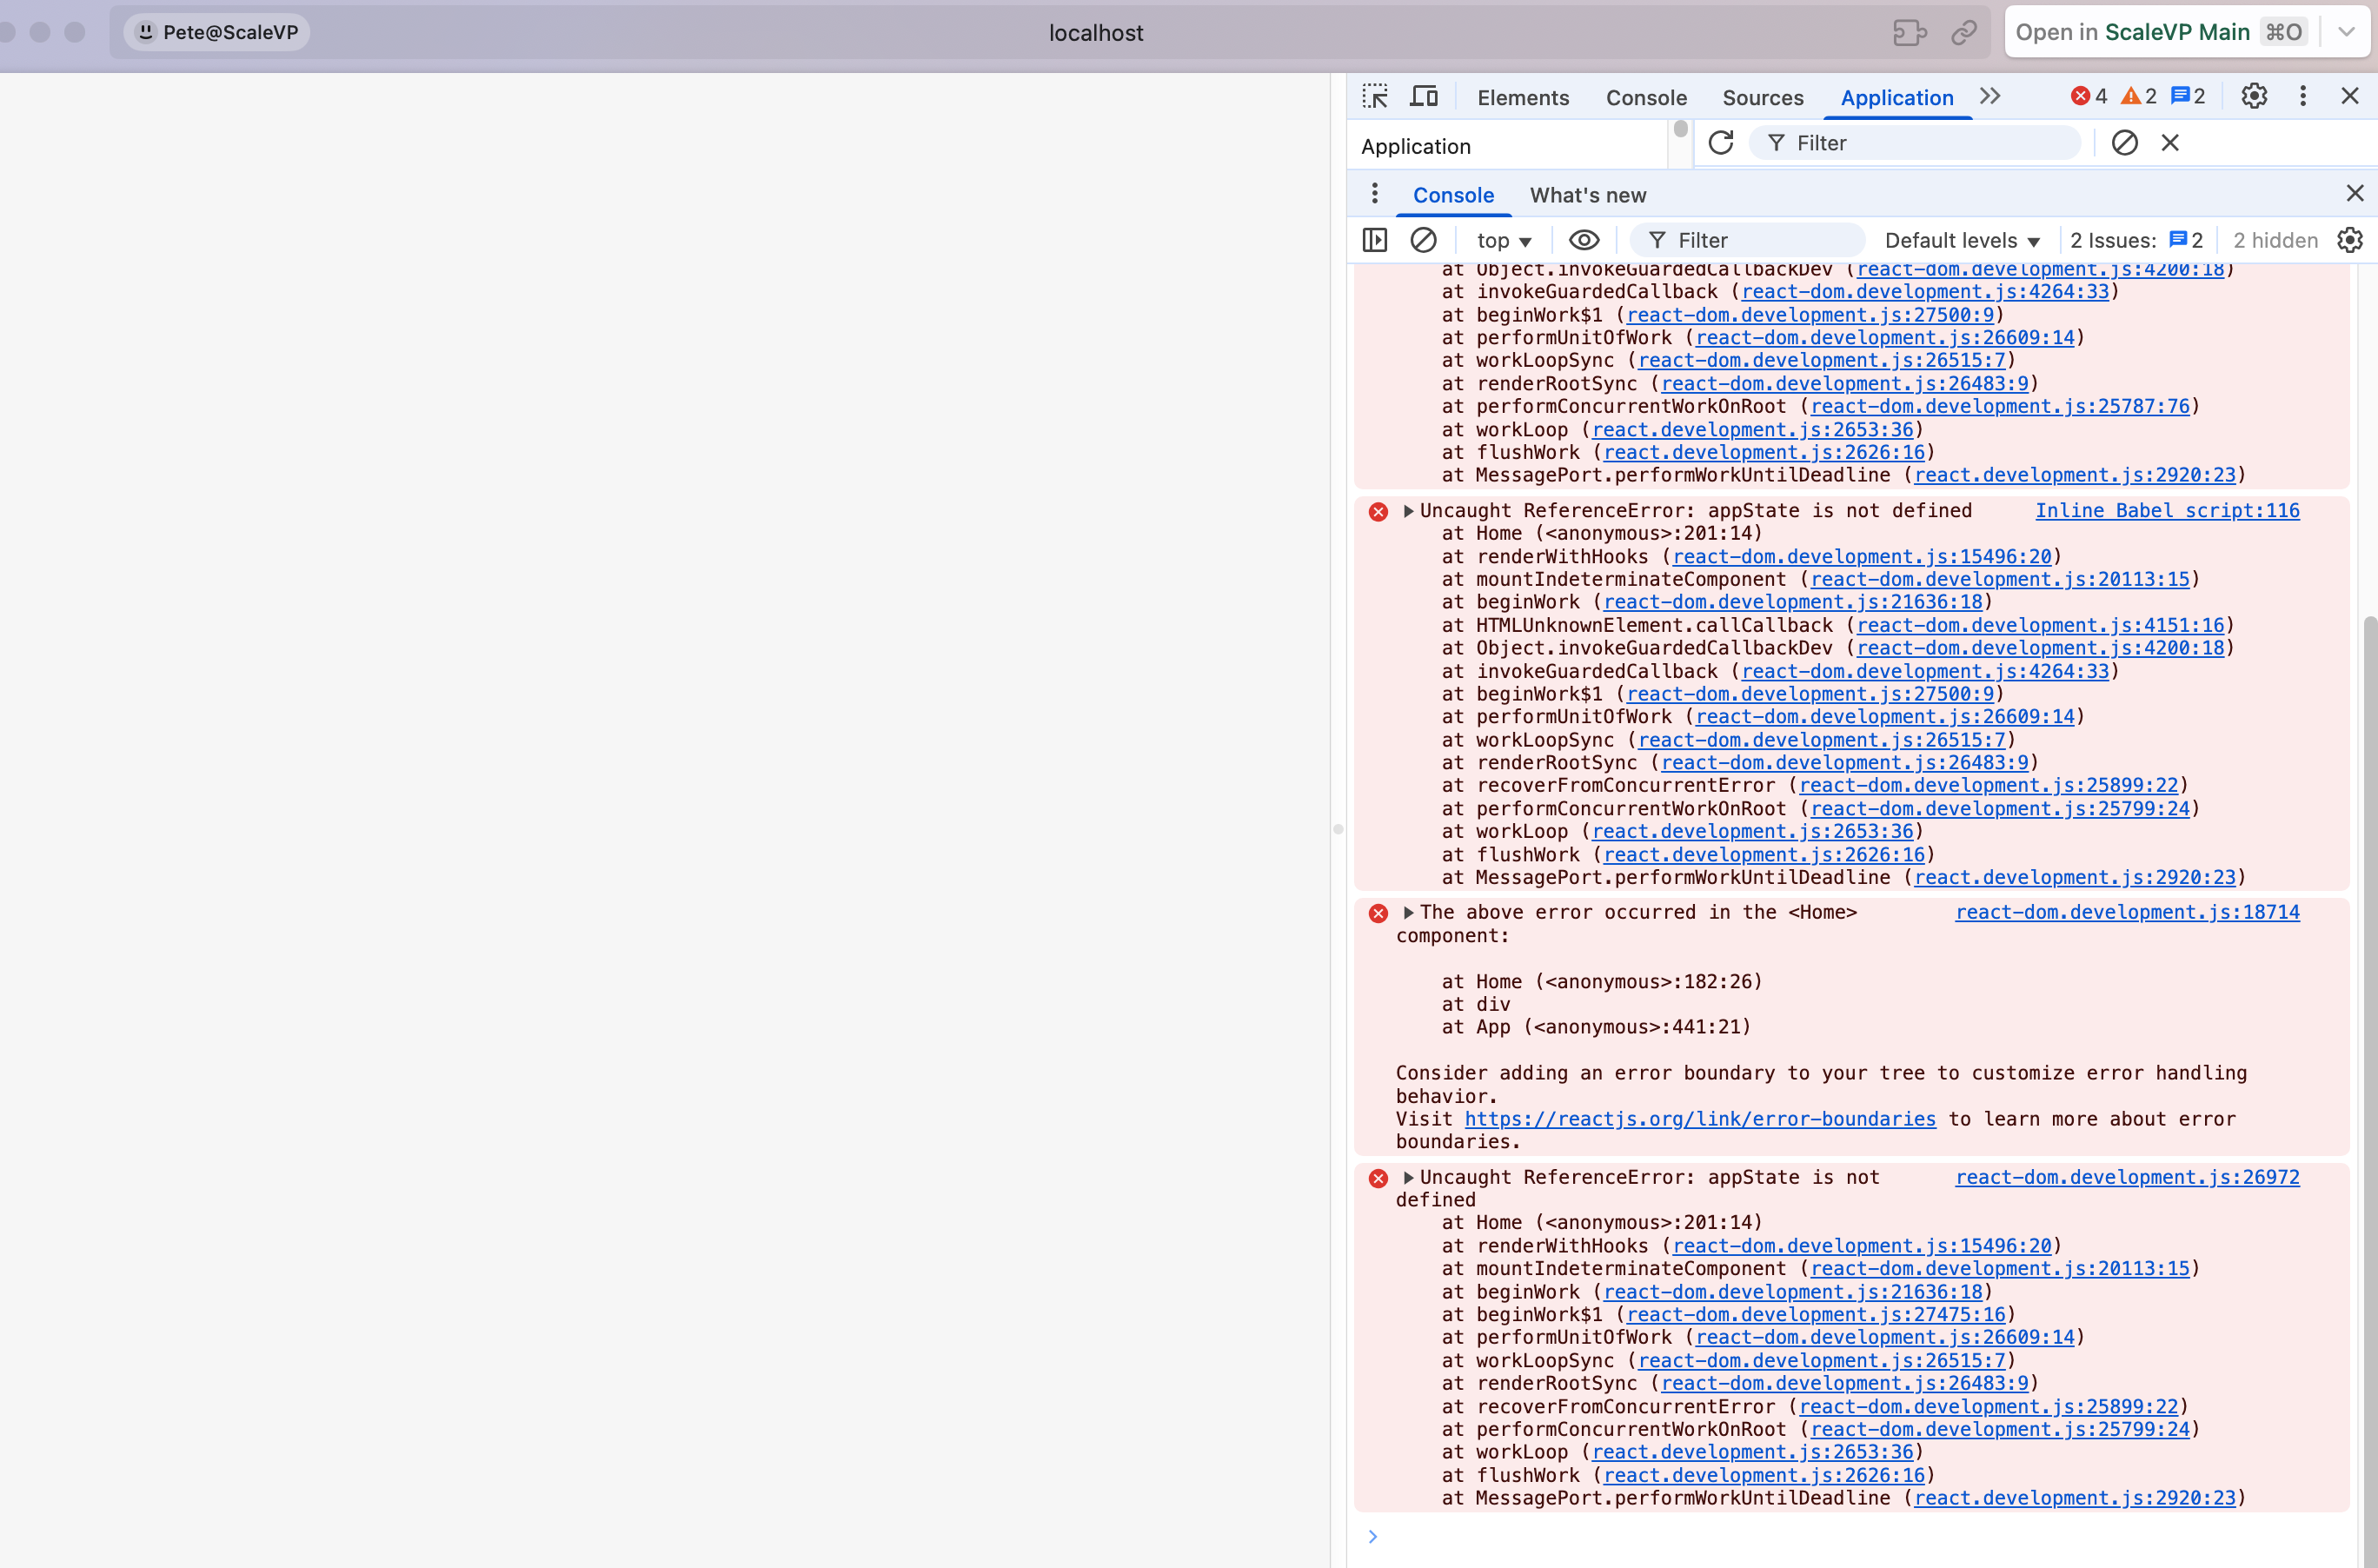 Pete@ScaleVP
localhost
Open in ScaleVP Main ⌘O
Elements Console Sources Application 4 2 2
Application
Filter
Console What's new
top ▼ Filter Default levels ▼ 2 Issues: 2 2 hidden
at Object.invokeGuardedCallbackDev (react-dom.development.js:4200:18)
at invokeGuardedCallback (react-dom.development.js:4264:33)
at beginWork$1 (react-dom.development.js:27500:9)
at performUnitOfWork (react-dom.development.js:26609:14)
at workLoopSync (react-dom.development.js:26515:7)
at renderRootSync (react-dom.development.js:26483:9)
at performConcurrentWorkOnRoot (react-dom.development.js:25787:76)
at workLoop (react.development.js:2653:36)
at flushWork (react.development.js:2626:16)
at MessagePort.performWorkUntilDeadline (react.development.js:2920:23)
Uncaught ReferenceError: appState is not defined Inline Babel script:116
at Home (<anonymous>:201:14)
at renderWithHooks (react-dom.development.js:15496:20)
at mountIndeterminateComponent (react-dom.development.js:20113:15)
at beginWork (react-dom.development.js:21636:18)
at HTMLUnknownElement.callCallback (react-dom.development.js:4151:16)
at Object.invokeGuardedCallbackDev (react-dom.development.js:4200:18)
at invokeGuardedCallback (react-dom.development.js:4264:33)
at beginWork$1 (react-dom.development.js:27500:9)
at performUnitOfWork (react-dom.development.js:26609:14)
at workLoopSync (react-dom.development.js:26515:7)
at renderRootSync (react-dom.development.js:26483:9)
at recoverFromConcurrentError (react-dom.development.js:25899:22)
at performConcurrentWorkOnRoot (react-dom.development.js:25799:24)
at workLoop (react.development.js:2653:36)
at flushWork (react.development.js:2626:16)
at MessagePort.performWorkUntilDeadline (react.development.js:2920:23)
The above error occurred in the <Home> react-dom.development.js:18714
component:
at Home (<anonymous>:182:26)
at div
at App (<anonymous>:441:21)
Consider adding an error boundary to your tree to customize error handling
behavior.
Visit https://reactjs.org/link/error-boundaries to learn more about error
boundaries.
Uncaught ReferenceError: appState is not react-dom.development.js:26972
defined
at Home (<anonymous>:201:14)
at renderWithHooks (react-dom.development.js:15496:20)
at mountIndeterminateComponent (react-dom.development.js:20113:15)
at beginWork (react-dom.development.js:21636:18)
at beginWork$1 (react-dom.development.js:27475:16)
at performUnitOfWork (react-dom.development.js:26609:14)
at workLoopSync (react-dom.development.js:26515:7)
at renderRootSync (react-dom.development.js:26483:9)
at recoverFromConcurrentError (react-dom.development.js:25899:22)
at performConcurrentWorkOnRoot (react-dom.development.js:25799:24)
at workLoop (react.development.js:2653:36)
at flushWork (react.development.js:2626:16)
at MessagePort.performWorkUntilDeadline (react.development.js:2920:23)